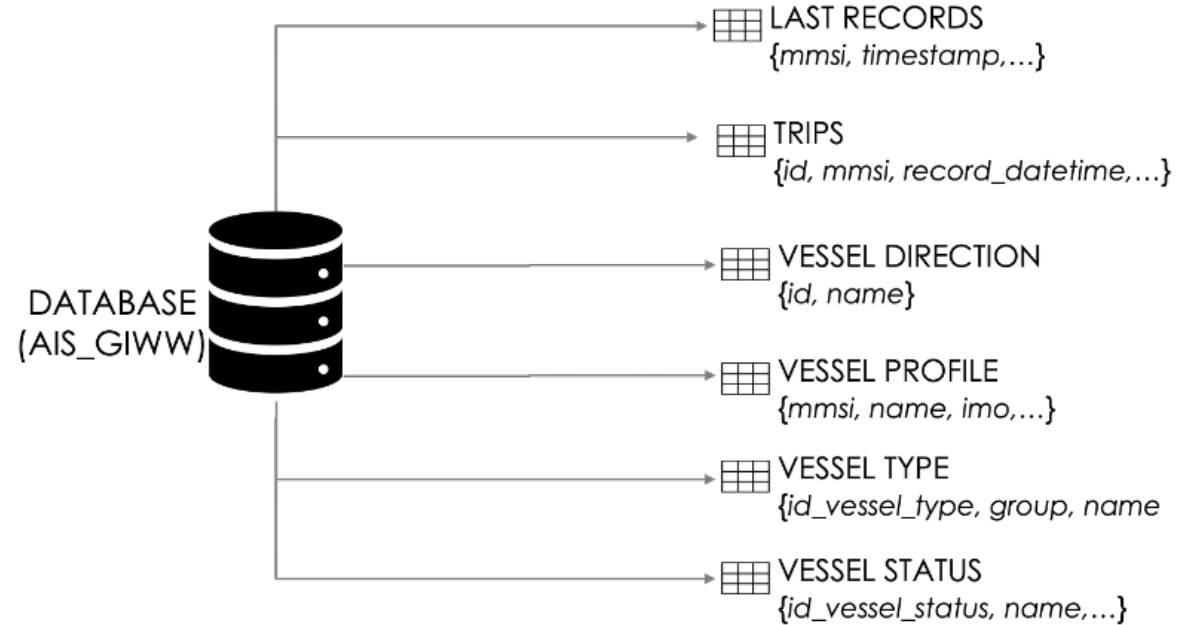 LAST RECORDS
{mmsi, timestamp,...}
TRIPS
{id, mmsi, record_datetime,...}
VESSEL DIRECTION
{id, name}
DATABASE
(AIS_GIWW)
VESSEL PROFILE
{mmsi, name, imo,...}
VESSEL TYPE
{id_vessel_type, group, name
VESSEL STATUS
{id_vessel_status, name,...}